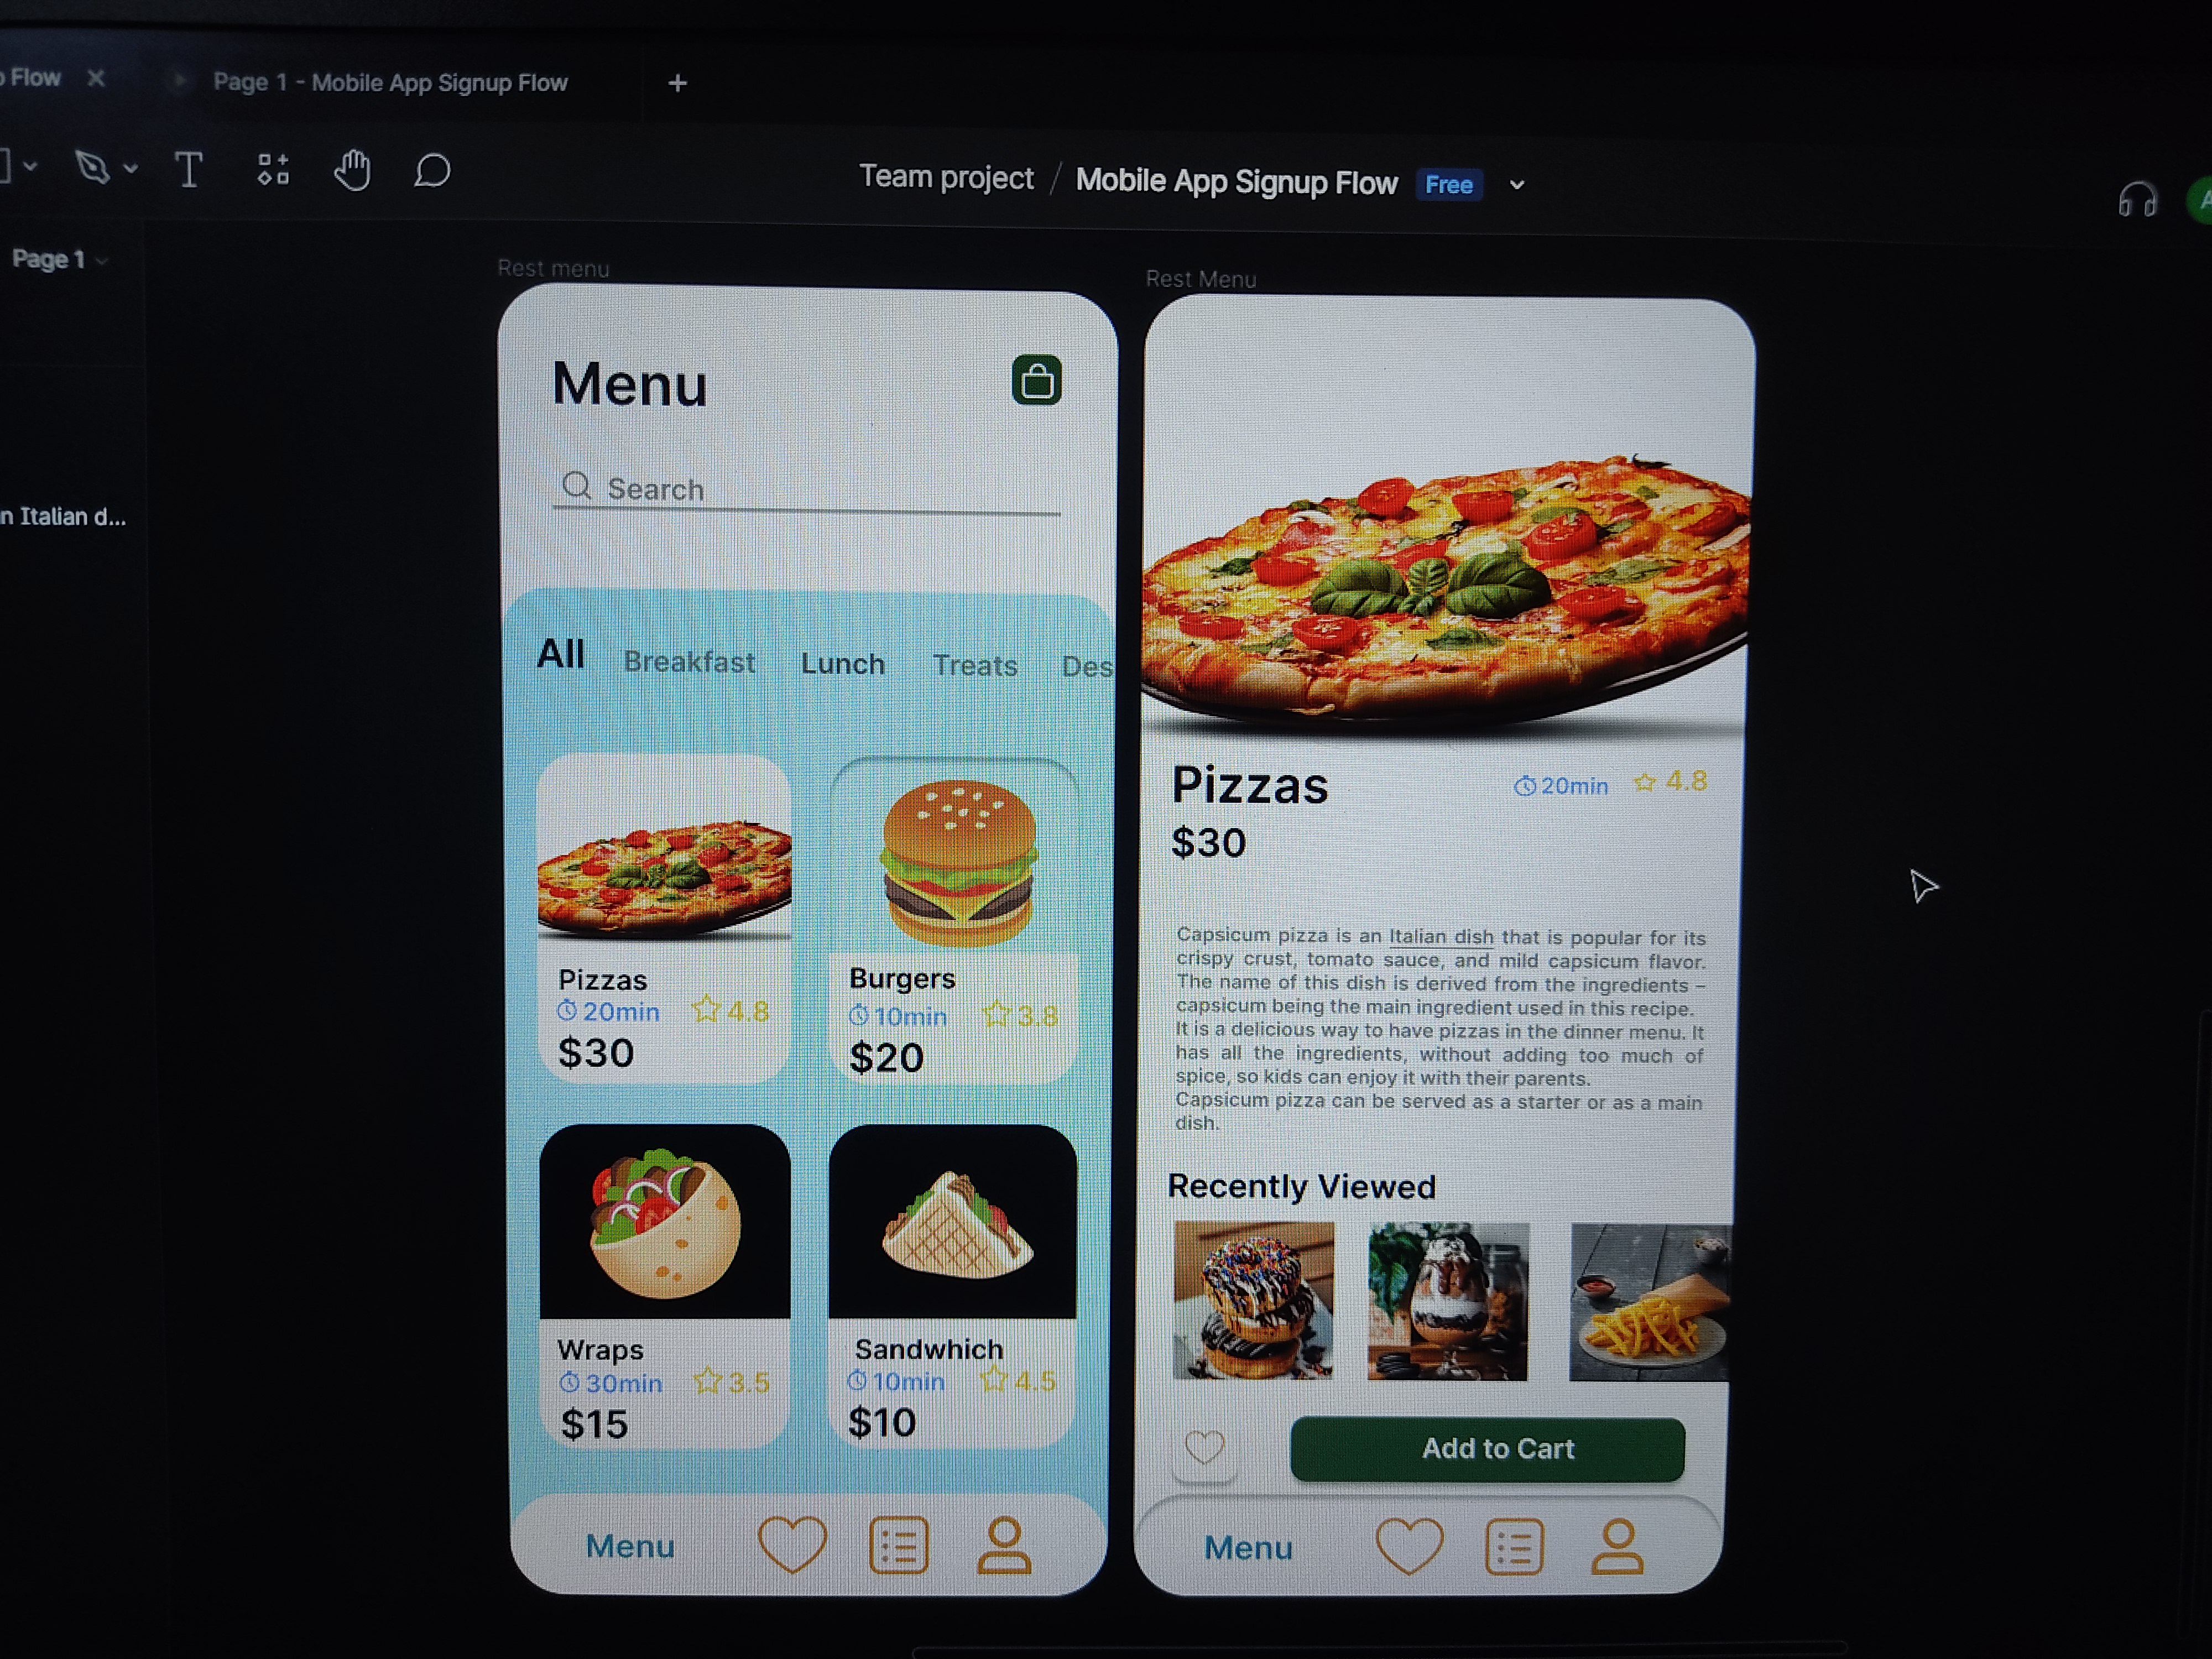 Flow
Page 1 - Mobile App Signup Flow
Team project / Mobile App Signup Flow Free
Page 1
n Italian d...
Rest menu
Menu
Search
All Breakfast Lunch Treats Des
Pizzas
20min 4.8
$30
Burgers
10min 3.8
$20
Wraps
30min 3.5
$15
Sandwhich
10min 4.5
$10
Menu
Rest Menu
Pizzas
20min 4.8
$30
Capsicum pizza is an Italian dish that is popular for its
crispy crust, tomato sauce, and mild capsicum flavor.
The name of this dish is derived from the ingredients –
capsicum being the main ingredient used in this recipe.
It is a delicious way to have pizzas in the dinner menu. It
has all the ingredients, without adding too much of
spice, so kids can enjoy it with their parents.
Capsicum pizza can be served as a starter or as a main
dish.
Recently Viewed
Add to Cart
Menu